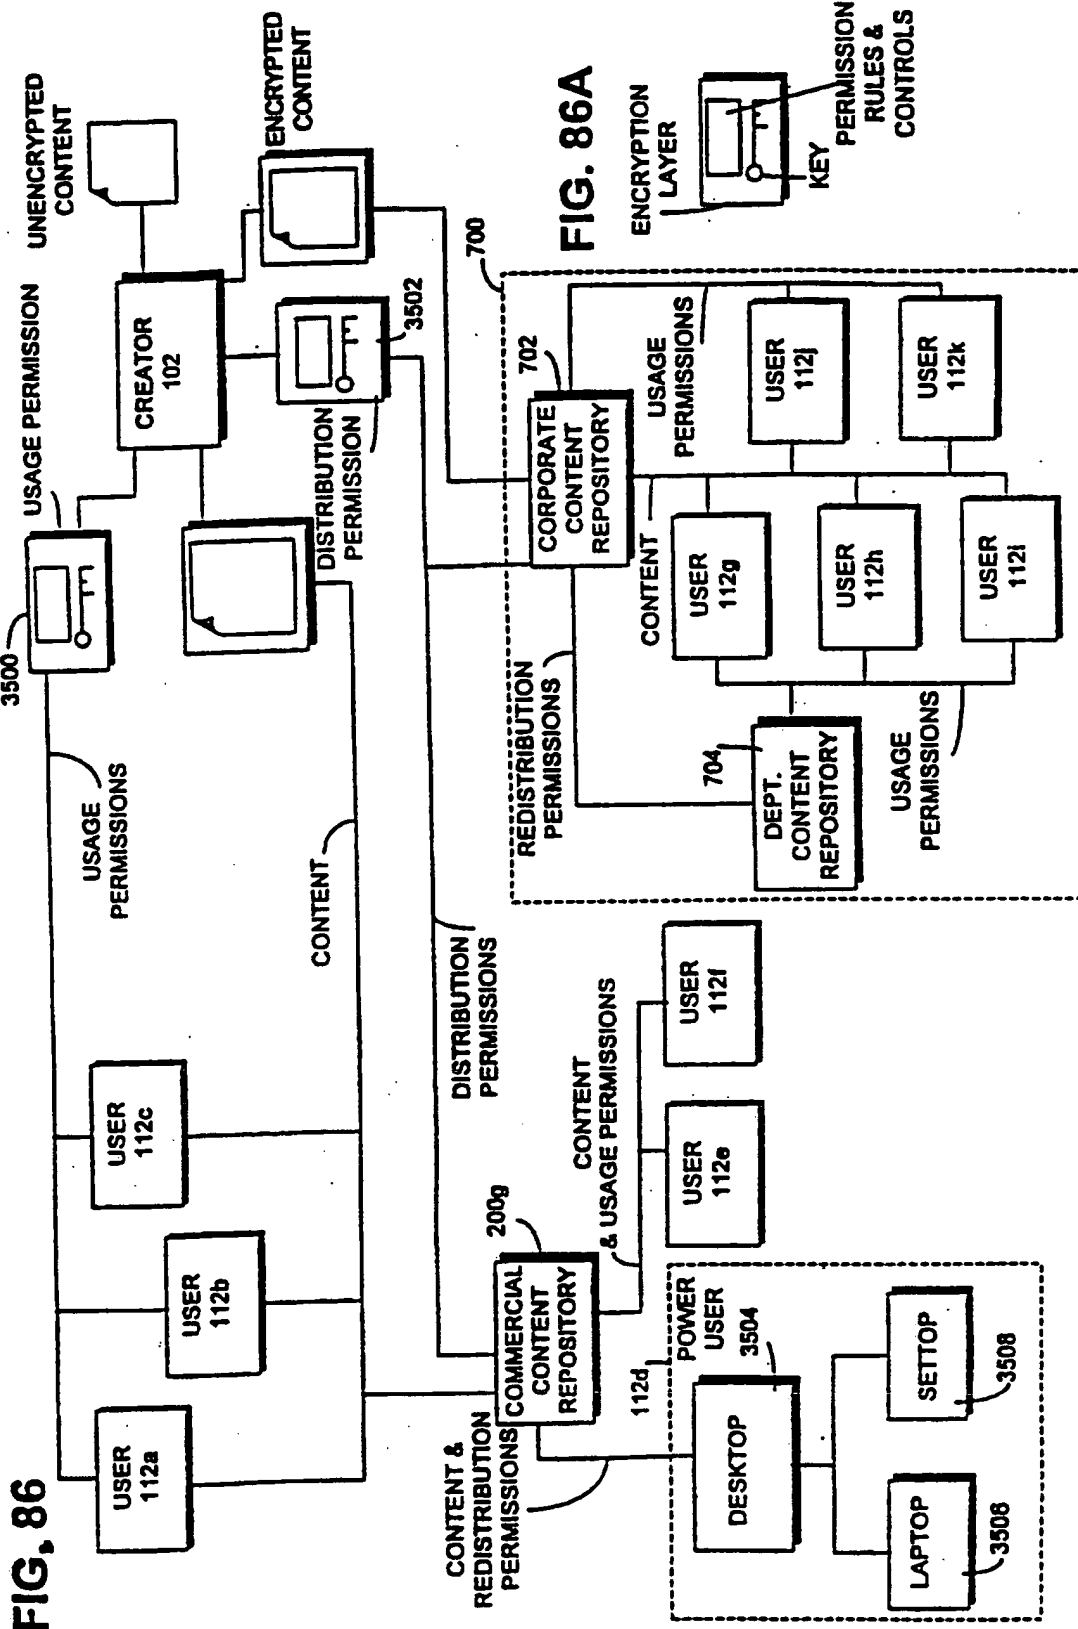 FIG. 86
UNENCRYPTED
CONTENT
USAGE PERMISSION
3500
CREATOR
102
ENCRYPTED
CONTENT
3502
DISTRIBUTION
PERMISSION
USAGE
PERMISSIONS
CONTENT
USER
112a
USER
112b
USER
112c
DISTRIBUTION
PERMISSIONS
COMMERCIAL
CONTENT
REPOSITORY
200g
CONTENT
& USAGE PERMISSIONS
USER
112e
USER
112f
CONTENT &
REDISTRIBUTION
PERMISSIONS
112d
POWER
USER
3504
DESKTOP
LAPTOP
3508
SETTOP
3508
700
702
CORPORATE
CONTENT
REPOSITORY
REDISTRIBUTION
PERMISSIONS
704
DEPT.
CONTENT
REPOSITORY
CONTENT
USAGE
PERMISSIONS
USER
112g
USER
112h
USER
112i
USER
112j
USER
112k
USAGE
PERMISSIONS
FIG. 86A
ENCRYPTION
LAYER
KEY
PERMISSION
RULES &
CONTROLS